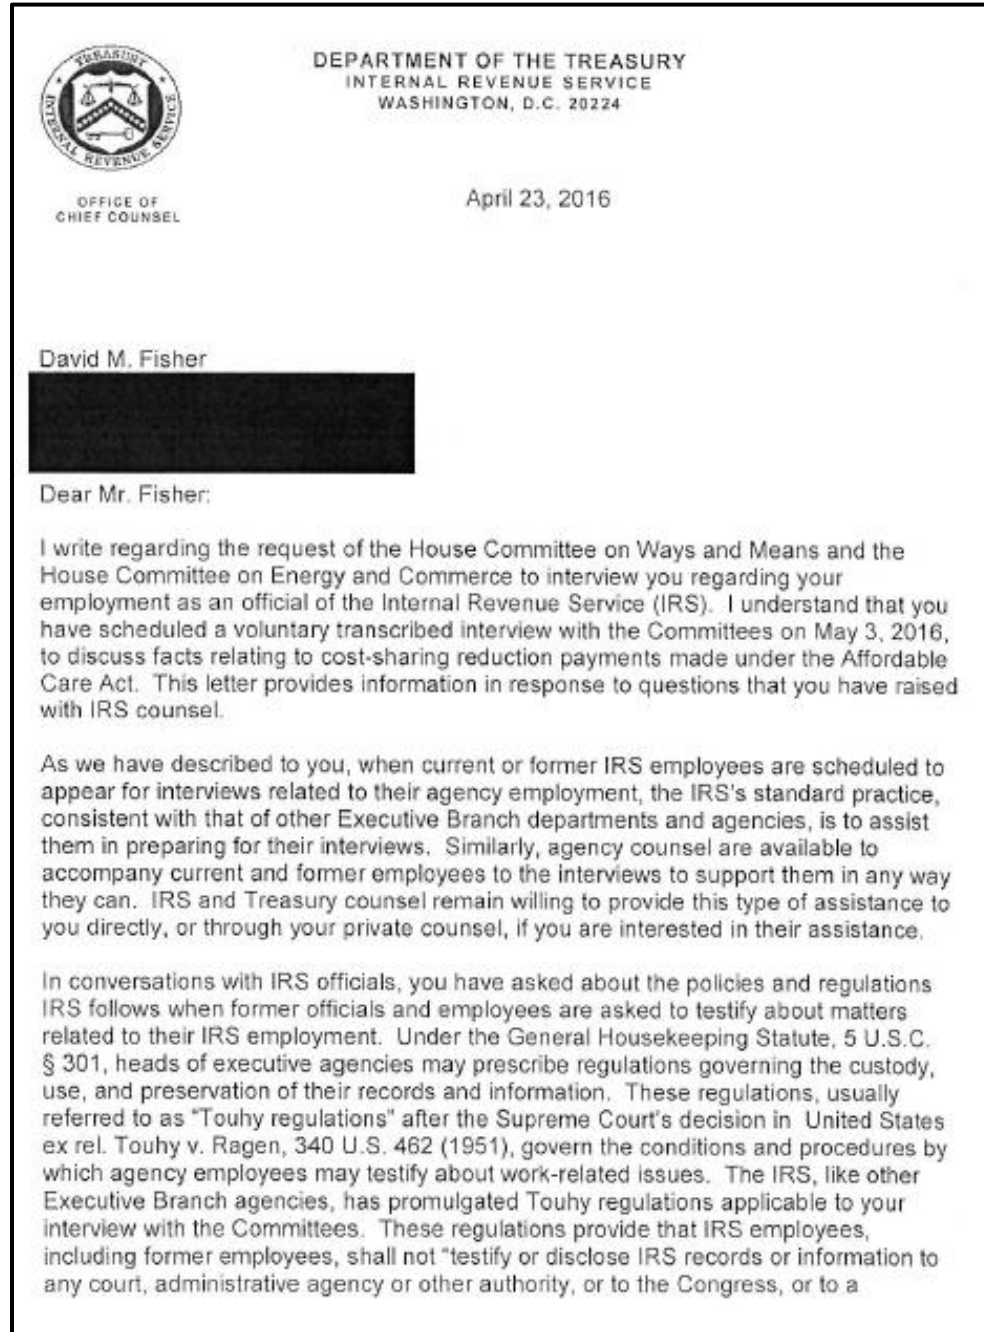 DEPARTMENT OF THE TREASURY
INTERNAL REVENUE SERVICE
WASHINGTON, D.C. 20224
TREASURY
INTERNAL REVENUE SERVICE
OFFICE OF
CHIEF COUNSEL
April 23, 2016
David M. Fisher
Dear Mr. Fisher:
I write regarding the request of the House Committee on Ways and Means and the
House Committee on Energy and Commerce to interview you regarding your
employment as an official of the Internal Revenue Service (IRS). I understand that you
have scheduled a voluntary transcribed interview with the Committees on May 3, 2016,
to discuss facts relating to cost-sharing reduction payments made under the Affordable
Care Act. This letter provides information in response to questions that you have raised
with IRS counsel.
As we have described to you, when current or former IRS employees are scheduled to
appear for interviews related to their agency employment, the IRS's standard practice,
consistent with that of other Executive Branch departments and agencies, is to assist
them in preparing for their interviews. Similarly, agency counsel are available to
accompany current and former employees to the interviews to support them in any way
they can. IRS and Treasury counsel remain willing to provide this type of assistance to
you directly, or through your private counsel, if you are interested in their assistance.
In conversations with IRS officials, you have asked about the policies and regulations
IRS follows when former officials and employees are asked to testify about matters
related to their IRS employment. Under the General Housekeeping Statute, 5 U.S.C.
§ 301, heads of executive agencies may prescribe regulations governing the custody,
use, and preservation of their records and information. These regulations, usually
referred to as "Touhy regulations" after the Supreme Court's decision in United States
ex rel. Touhy v. Ragen, 340 U.S. 462 (1951), govern the conditions and procedures by
which agency employees may testify about work-related issues. The IRS, like other
Executive Branch agencies, has promulgated Touhy regulations applicable to your
interview with the Committees. These regulations provide that IRS employees,
including former employees, shall not "testify or disclose IRS records or information to
any court, administrative agency or other authority, or to the Congress, or to a